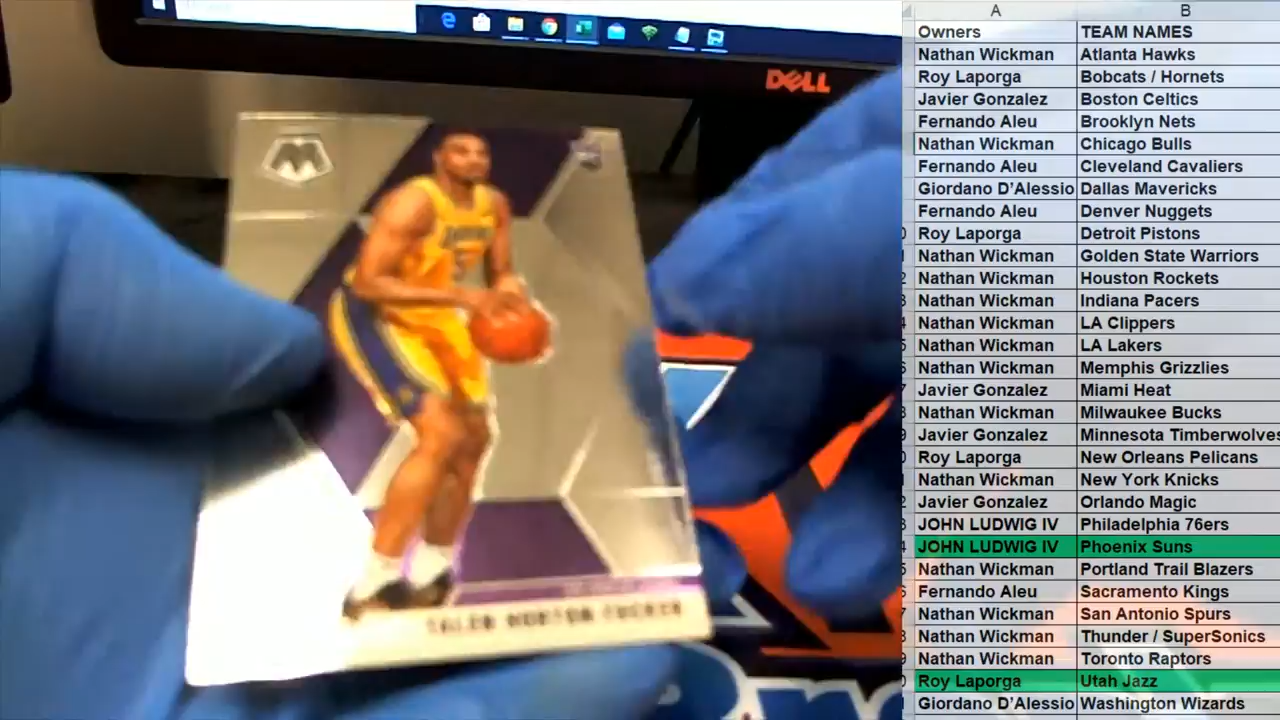 DELL
M
TALEN HORTON-TUCKER
A B
Owners TEAM NAMES
Nathan Wickman Atlanta Hawks
Roy Laporga Bobcats / Hornets
Javier Gonzalez Boston Celtics
Fernando Aleu Brooklyn Nets
Nathan Wickman Chicago Bulls
Fernando Aleu Cleveland Cavaliers
Giordano D'Alessio Dallas Mavericks
Fernando Aleu Denver Nuggets
Roy Laporga Detroit Pistons
Nathan Wickman Golden State Warriors
Nathan Wickman Houston Rockets
Nathan Wickman Indiana Pacers
Nathan Wickman LA Clippers
Nathan Wickman LA Lakers
Nathan Wickman Memphis Grizzlies
Javier Gonzalez Miami Heat
Nathan Wickman Milwaukee Bucks
Javier Gonzalez Minnesota Timberwolves
Roy Laporga New Orleans Pelicans
Nathan Wickman New York Knicks
Javier Gonzalez Orlando Magic
JOHN LUDWIG IV Philadelphia 76ers
JOHN LUDWIG IV Phoenix Suns
Nathan Wickman Portland Trail Blazers
Fernando Aleu Sacramento Kings
Nathan Wickman San Antonio Spurs
Nathan Wickman Thunder / SuperSonics
Nathan Wickman Toronto Raptors
Roy Laporga Utah Jazz
Giordano D'Alessio Washington Wizards